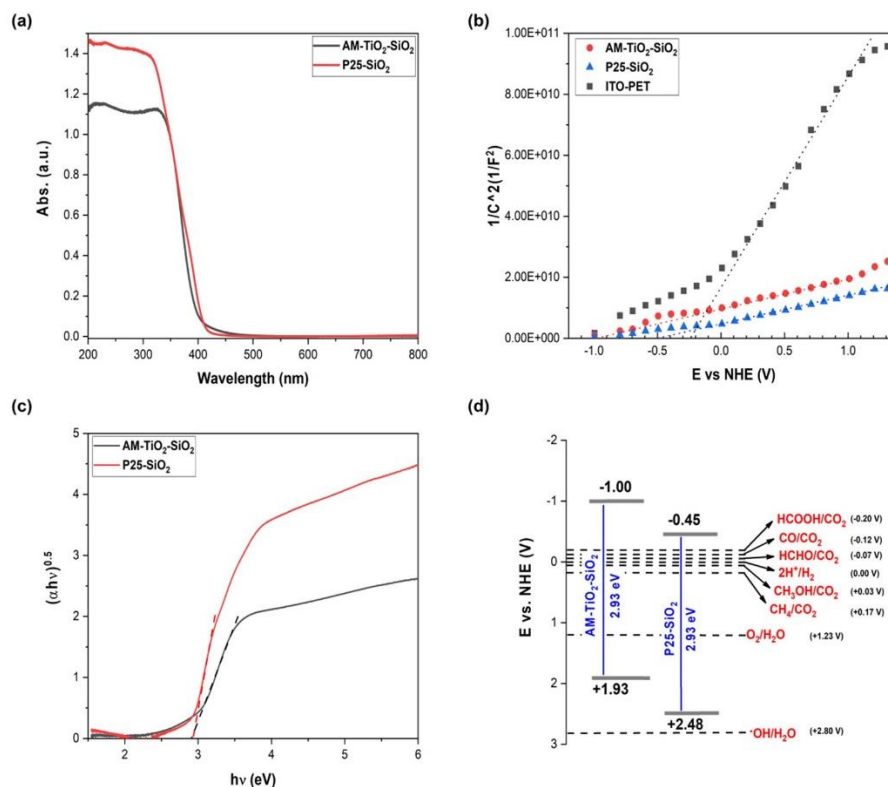 (a)
1.4
1.2
1.0
0.8
0.6
0.4
0.2
0.0
Abs. (a.u.)
AM-TiO₂-SiO₂
P25-SiO₂
200 300 400 500 600 700 800
Wavelength (nm)
(b)
1.00E+011
8.00E+010
6.00E+010
4.00E+010
2.00E+010
0.00E+000
1/C^2(1/F²)
AM-TiO₂-SiO₂
P25-SiO₂
ITO-PET
-1.0 -0.5 0.0 0.5 1.0
E vs NHE (V)
(c)
5
4
3
2
1
0
(αhν)⁰·⁵
AM-TiO₂-SiO₂
P25-SiO₂
2 3 4 5 6
hν (eV)
(d)
-2
-1
0
1
2
3
E vs. NHE (V)
-1.00
-0.45
AM-TiO₂-SiO₂
2.93 eV
P25-SiO₂
2.93 eV
+1.93
+2.48
HCOOH/CO₂ (-0.20 V)
CO/CO₂ (-0.12 V)
HCHO/CO₂ (-0.07 V)
2H⁺/H₂ (0.00 V)
CH₃OH/CO₂ (+0.03 V)
CH₄/CO₂ (+0.17 V)
O₂/H₂O (+1.23 V)
·OH/H₂O (+2.80 V)